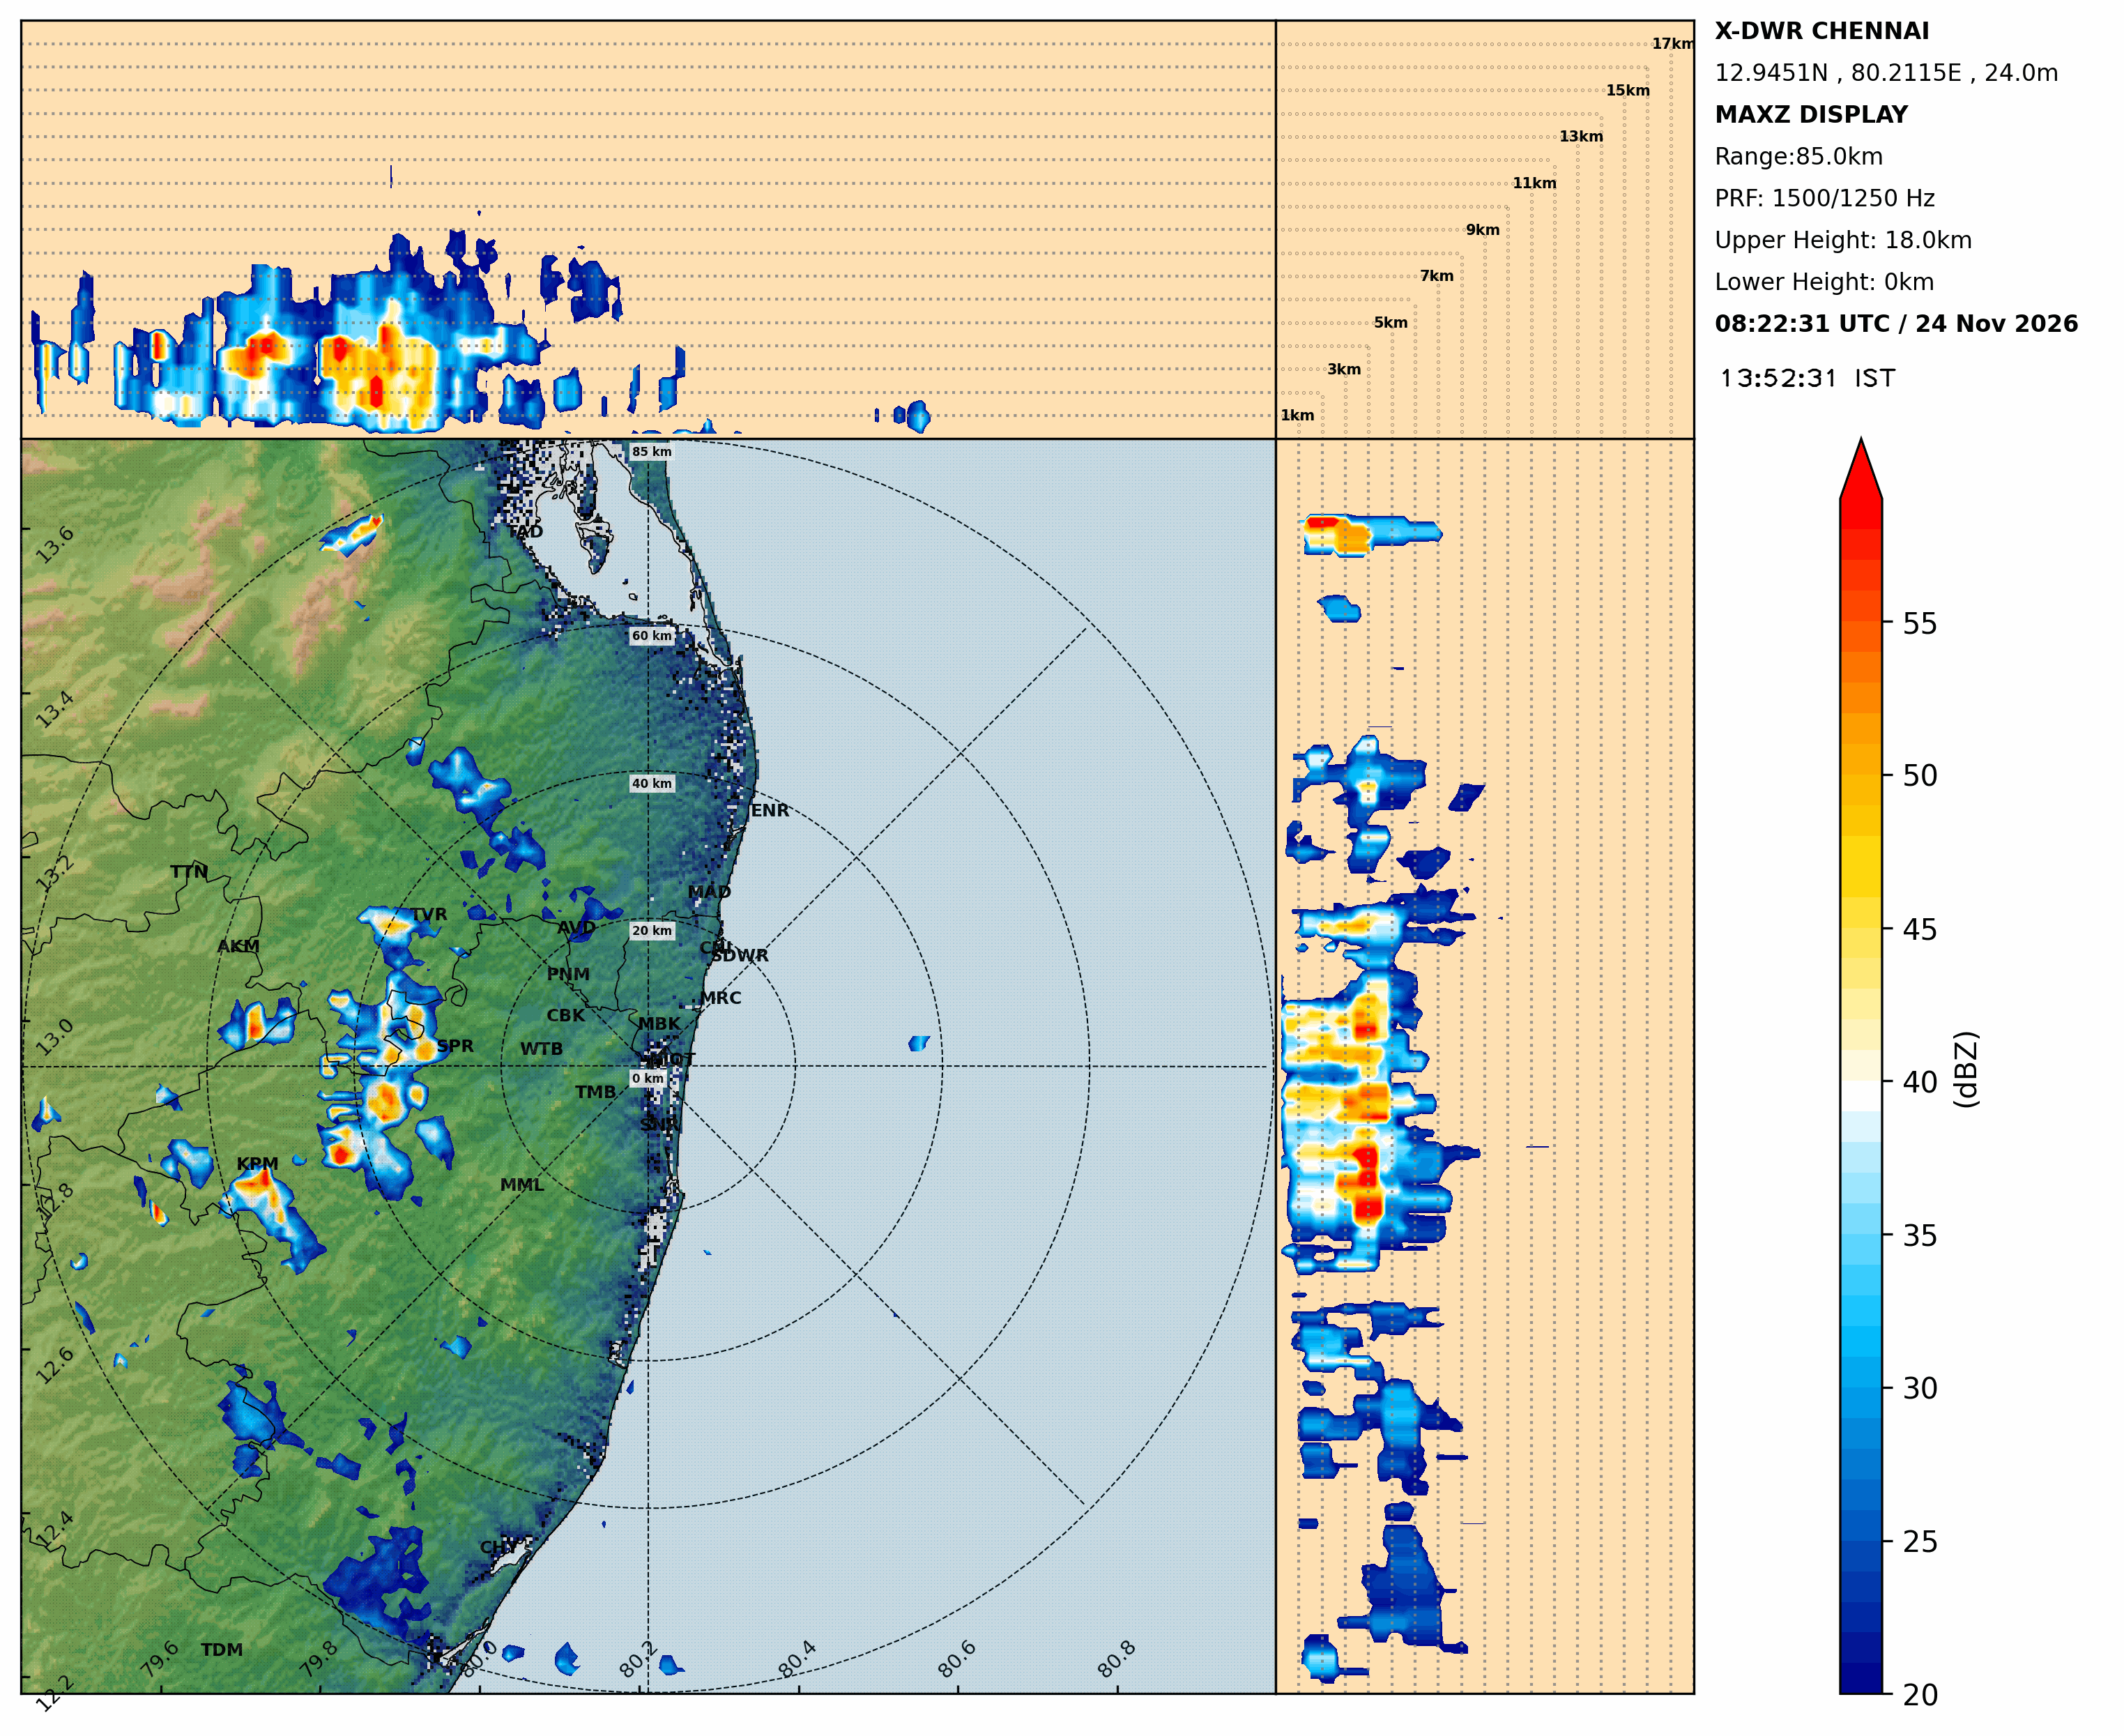 X-DWR CHENNAI
12.9451N , 80.2115E , 24.0m
MAXZ DISPLAY
Range:85.0km
PRF: 1500/1250 Hz
Upper Height: 18.0km
Lower Height: 0km
08:22:31 UTC / 24 Nov 2026
13:52:31 IST
17km
15km
13km
11km
9km
7km
5km
3km
1km
85 km
TAD
13.6
60 km
13.4
40 km
ENR
13.2
TTN
MAD
TVR
20 km
AVD
AKM
SDWR
PNM
MRC
CBK
MBK
13.0
SPR
WTB
0 km
TMB
KPM
MML
12.8
12.6
12.4
CHY
TDM
12.2
79.6
79.8
80.0
80.2
80.4
80.6
80.8
55
50
45
40
35
30
25
20
(dBZ)